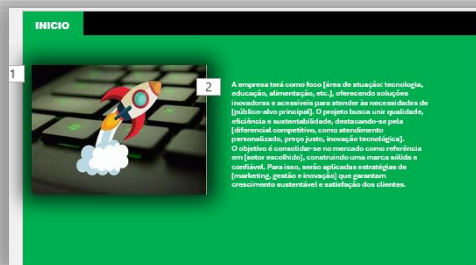 INICIO
1
2
A empresa terá como foco [área de atuação: tecnologia,
educação, alimentação, etc.], oferecendo soluções
inovadoras e acessíveis para atender às necessidades de
[público-alvo principal]. O projeto busca unir qualidade,
eficiência e sustentabilidade, destacando-se pela
[diferencial competitivo, como atendimento
personalizado, preço justo, inovação tecnológica].
O objetivo é consolidar-se no mercado como referência
em [setor escolhido], construindo uma marca sólida e
confiável. Para isso, serão aplicadas estratégias de
[marketing, gestão e inovação] que garantam
crescimento sustentável e satisfação dos clientes.